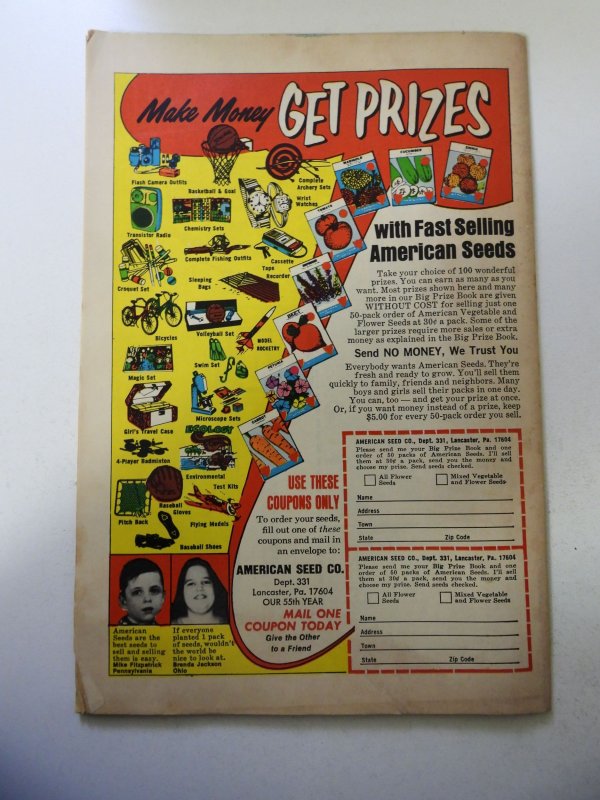 Make Money GET PRIZES
Flash Camera Outfits
Basketball & Goal
Complete
Archery Sets
Wrist
Watches
Transistor Radio
Chemistry Sets
Complete Fishing Outfits
Cassette
Tape
Recorder
Croquet Set
Sleeping
Bags
Bicycles
Volleyball Set
MODEL
ROCKETRY
Magic Set
Swim Set
Girl's Travel Case
Microscope Sets
ECOLOGY
4-Player Badminton
Environmental
Test Kits
Pitch Back
Baseball
Gloves
Flying Models
Baseball Shoes
CUCUMBER
TOMATO
BEET
with Fast Selling
American Seeds
Take your choice of 100 wonderful
prizes. You can earn as many as you
want. Most prizes shown here and many
more in our Big Prize Book are given
WITHOUT COST for selling just one
50-pack order of American Vegetable and
Flower Seeds at 30¢ a pack. Some of the
larger prizes require more sales or extra
money as explained in the Big Prize Book.
Send NO MONEY, We Trust You
Everybody wants American Seeds. They're
fresh and ready to grow. You'll sell them
quickly to family, friends and neighbors. Many
boys and girls sell their packs in one day.
You can, too — and get your prize at once.
Or, if you want money instead of a prize, keep
$5.00 for every 50-pack order you sell.
USE THESE
COUPONS ONLY
To order your seeds,
fill out one of these
coupons and mail in
an envelope to:
AMERICAN SEED CO.
Dept. 331
Lancaster, Pa. 17604
OUR 55th YEAR
MAIL ONE
COUPON TODAY
Give the Other
to a Friend
AMERICAN SEED CO., Dept. 331, Lancaster, Pa. 17604
Please send me your Big Prize Book and one
order of 50 packs of American Seeds. I'll sell
them at 30¢ a pack, send you the money and
choose my prize. Send seeds checked.
All Flower
Seeds
Mixed Vegetable
and Flower Seeds
Name
Address
Town
State Zip Code
AMERICAN SEED CO., Dept. 331, Lancaster, Pa. 17604
Please send me your Big Prize Book and one
order of 50 packs of American Seeds. I'll sell
them at 30¢ a pack, send you the money and
choose my prize. Send seeds checked.
All Flower
Seeds
Mixed Vegetable
and Flower Seeds
Name
Address
Town
State Zip Code
American
Seeds are the
best seeds to
sell and selling
them is easy.
Mike Fitzpatrick
Pennsylvania
If everyone
planted 1 pack
of seeds, wouldn't
the world be
nice to look at.
Brenda Jackson
Ohio